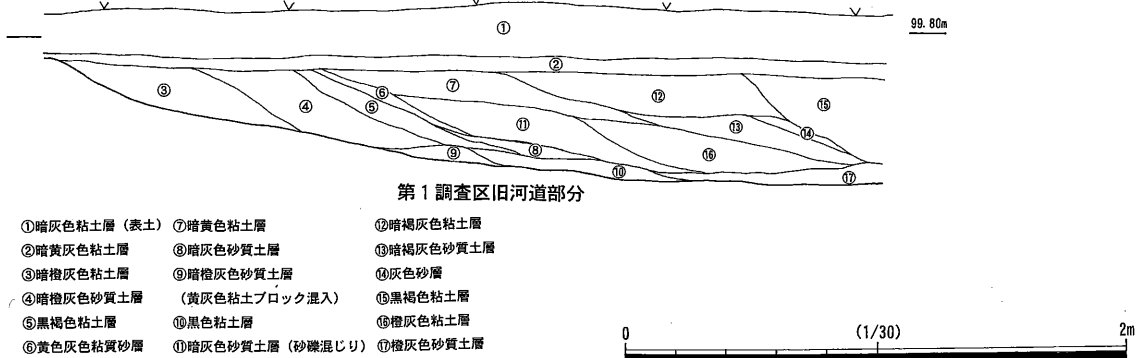 99.80m
①
②
③
④
⑤
⑥
⑦
⑧
⑨
⑩
⑪
⑫
⑬
⑭
⑮
⑯
⑰
第1調査区旧河道部分
①暗灰色粘土層(表土)
②暗黄灰色粘土層
③暗橙灰色粘土層
④暗橙灰色砂質土層
⑤黒褐色粘土層
⑥黄色灰色粘質砂層
⑦暗黄色粘土層
⑧暗灰色砂質土層
⑨暗橙灰色砂質土層
(黄灰色粘土ブロック混入)
⑩黒色粘土層
⑪暗灰色砂質土層(砂礫混じり)
⑫暗褐灰色粘土層
⑬暗褐灰色砂質土層
⑭灰色砂層
⑮黒褐色粘土層
⑯橙灰色粘土層
⑰橙灰色砂質土層
0 (1/30) 2m